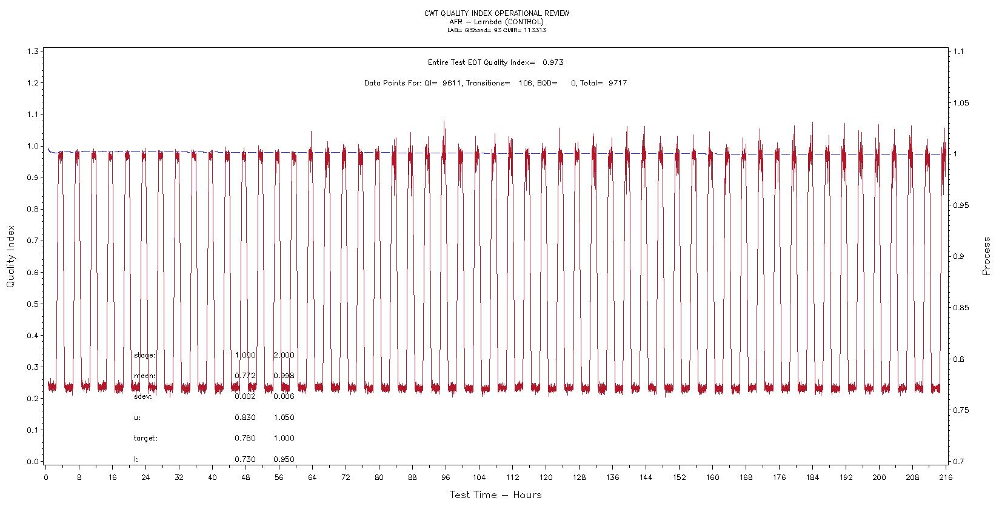 CWT QUALITY INDEX OPERATIONAL REVIEW
AFR - Lambda (CONTROL)
LAB= G Stand= 93 CMIR= 113313
Entire Test EOT Quality Index= 0.973
Data Points For: QI= 9611, Transitions= 106, BQD= 0, Total= 9717
Quality Index
1.3
1.2
1.1
1.0
0.9
0.8
0.7
0.6
0.5
0.4
0.3
0.2
0.1
0.0
stage: 1.000 2.000
mean: 0.772 0.998
sdev: 0.002 0.006
u: 0.830 1.050
target: 0.780 1.000
l: 0.730 0.950
1.1
1.05
1
0.95
0.9
0.85
0.8
0.75
0.7
Process
0 8 16 24 32 40 48 56 64 72 80 88 96 104 112 120 128 136 144 152 160 168 176 184 192 200 208 216
Test Time - Hours